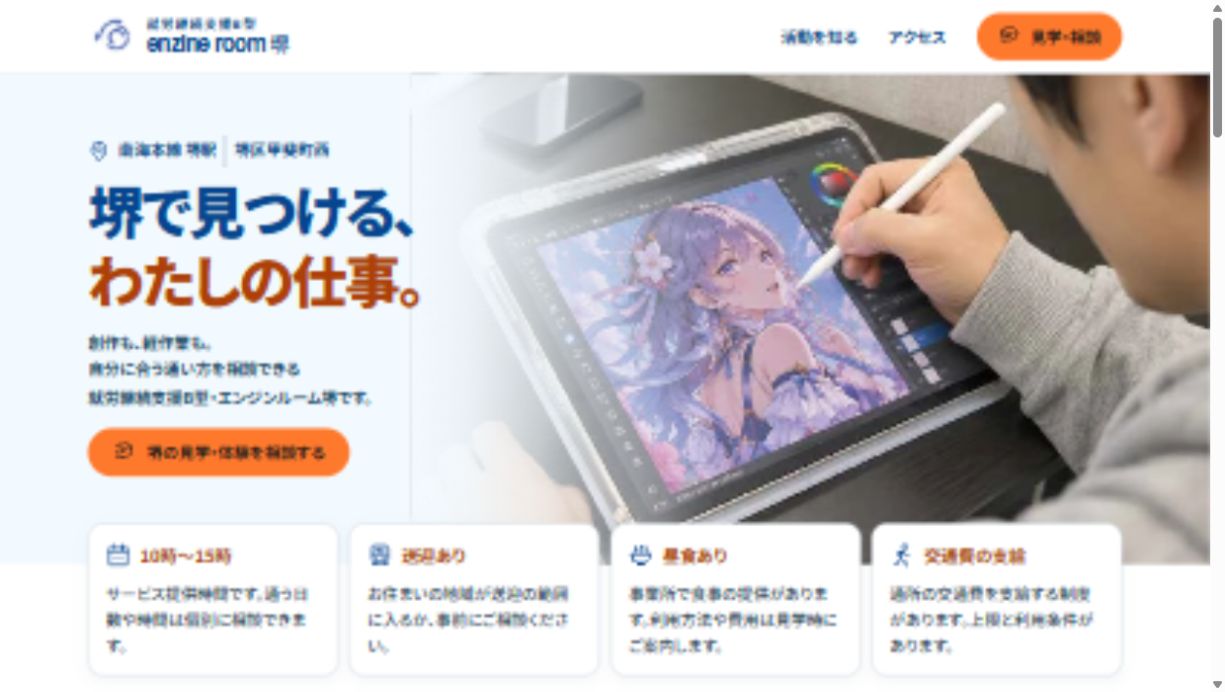 就労継続支援B型
enzine room 堺
活動を知る
アクセス
見学・相談
南海本線 堺駅
堺区甲斐町西
堺で見つける、
わたしの仕事。
創作も、軽作業も。
自分に合う通い方を相談できる
就労継続支援B型・エンジンルーム堺です。
堺の見学・体験を相談する
10時〜15時
サービス提供時間です。通う日
数や時間は個別に相談できま
す。
送迎あり
お住まいの地域が送迎の範囲
に入るか、事前にご相談くださ
い。
昼食あり
事業所で食事の提供がありま
す。利用方法や費用は見学時に
ご案内します。
交通費の支給
通所の交通費を支給する制度
があります。上限と利用条件が
あります。